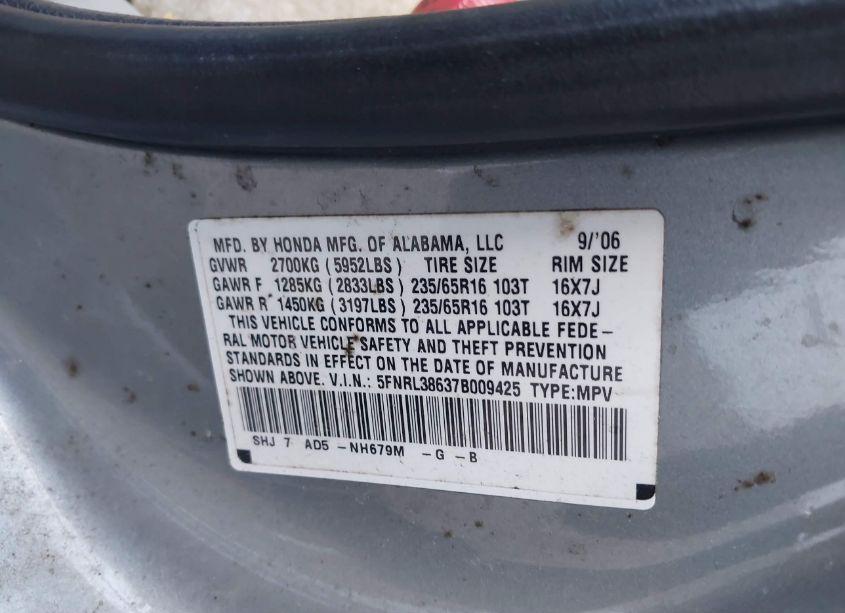 MFD. BY HONDA MFG. OF ALABAMA, LLC 9/'06
GVWR 2700KG (5952LBS) TIRE SIZE RIM SIZE
GAWR F 1285KG (2833LBS) 235/65R16 103T 16X7J
GAWR R 1450KG (3197LBS) 235/65R16 103T 16X7J
THIS VEHICLE CONFORMS TO ALL APPLICABLE FEDE-
RAL MOTOR VEHICLE SAFETY AND THEFT PREVENTION
STANDARDS IN EFFECT ON THE DATE OF MANUFACTURE
SHOWN ABOVE. V.I.N.: 5FNRL38637B009425 TYPE:MPV
SHJ 7 AD5 -NH679M -G -B